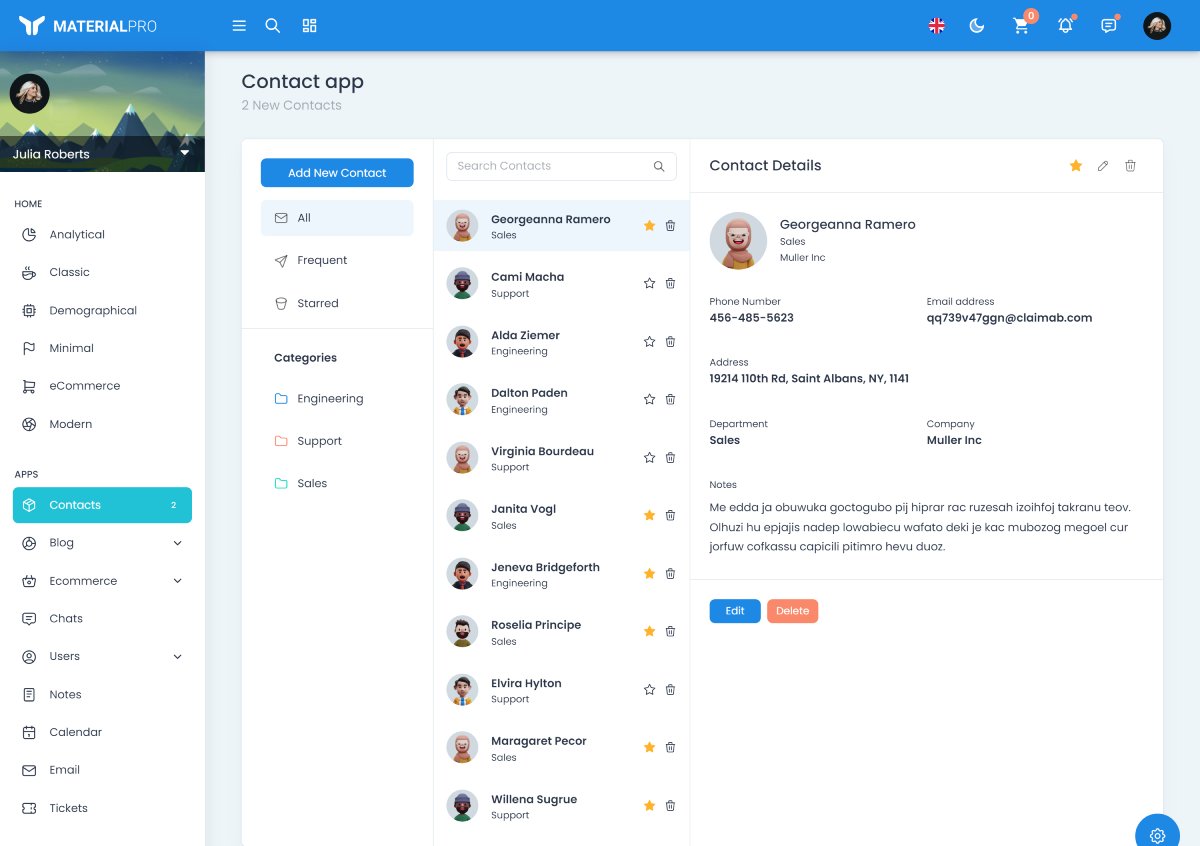 MATERIALPRO
0
Julia Roberts
HOME
Analytical
Classic
Demographical
Minimal
eCommerce
Modern
APPS
Contacts 2
Blog
Ecommerce
Chats
Users
Notes
Calendar
Email
Tickets
Contact app
2 New Contacts
Add New Contact
All
Frequent
Starred
Categories
Engineering
Support
Sales
Search Contacts
Georgeanna Ramero
Sales
Cami Macha
Support
Alda Ziemer
Engineering
Dalton Paden
Engineering
Virginia Bourdeau
Support
Janita Vogl
Sales
Jeneva Bridgeforth
Engineering
Roselia Principe
Sales
Elvira Hylton
Support
Maragaret Pecor
Sales
Willena Sugrue
Support
Contact Details
Georgeanna Ramero
Sales
Muller Inc
Phone Number
456-485-5623
Email address
qq739v47ggn@claimab.com
Address
19214 110th Rd, Saint Albans, NY, 1141
Department
Sales
Company
Muller Inc
Notes
Me edda ja obuwuka goctogubo pij hiprar rac ruzesah izoihfoj takranu teov.
Olhuzi hu epjajis nadep lowabiecu wafato deki je kac mubozog megoel cur
jorfuw cofkassu capicili pitimro hevu duoz.
Edit
Delete